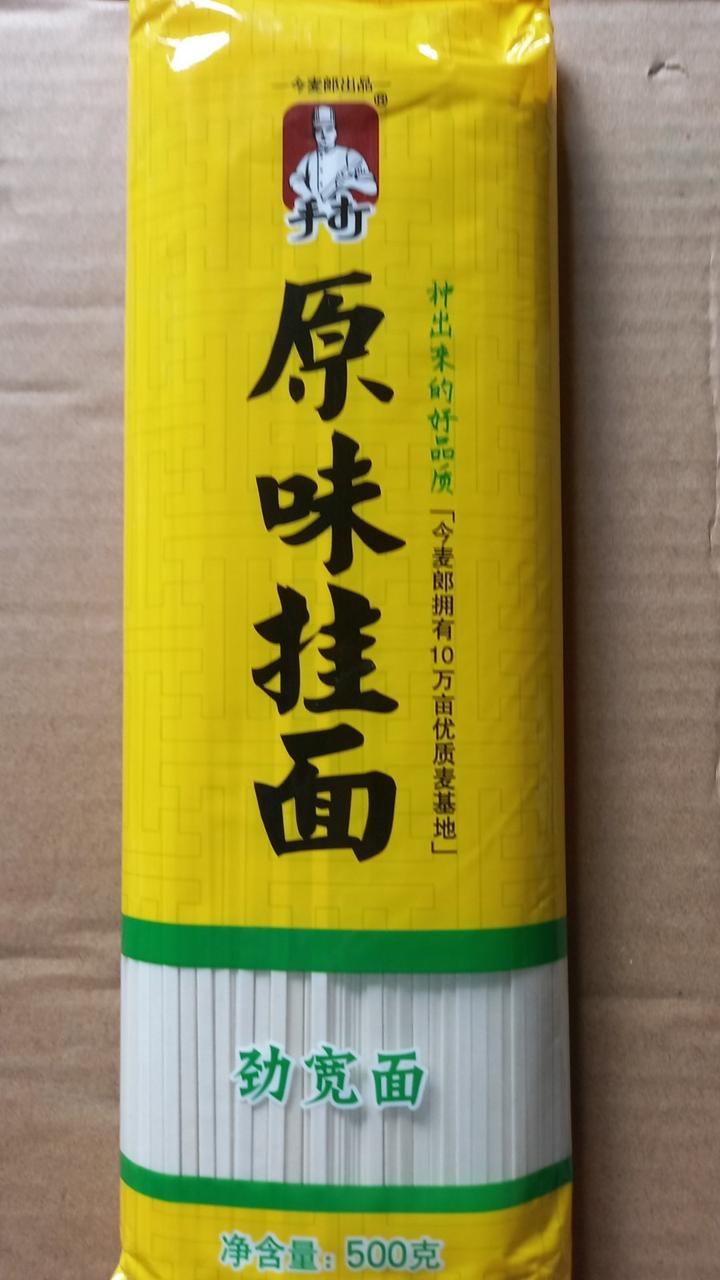 今麦郎出品
®
手打
原味挂面
种出来的好品质
「今麦郎拥有10万亩优质麦基地」
劲宽面
净含量：500克